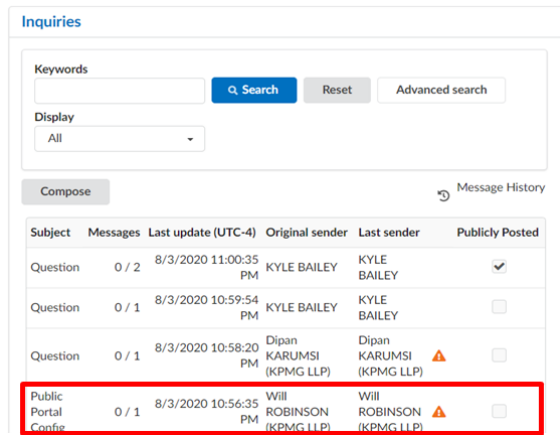 Inquiries
Keywords
Search Reset Advanced search
Display
All
Compose Message History
Subject Messages Last update (UTC-4) Original sender Last sender Publicly Posted
Question 0 / 2 8/3/2020 11:00:35 PM KYLE BAILEY KYLE BAILEY
Question 0 / 1 8/3/2020 10:59:54 PM KYLE BAILEY KYLE BAILEY
Question 0 / 1 8/3/2020 10:58:20 PM Dipan KARUMSI (KPMG LLP) Dipan KARUMSI (KPMG LLP)
Public Portal Config 0 / 1 8/3/2020 10:56:35 PM Will ROBINSON (KPMG LLP) Will ROBINSON (KPMG LLP)